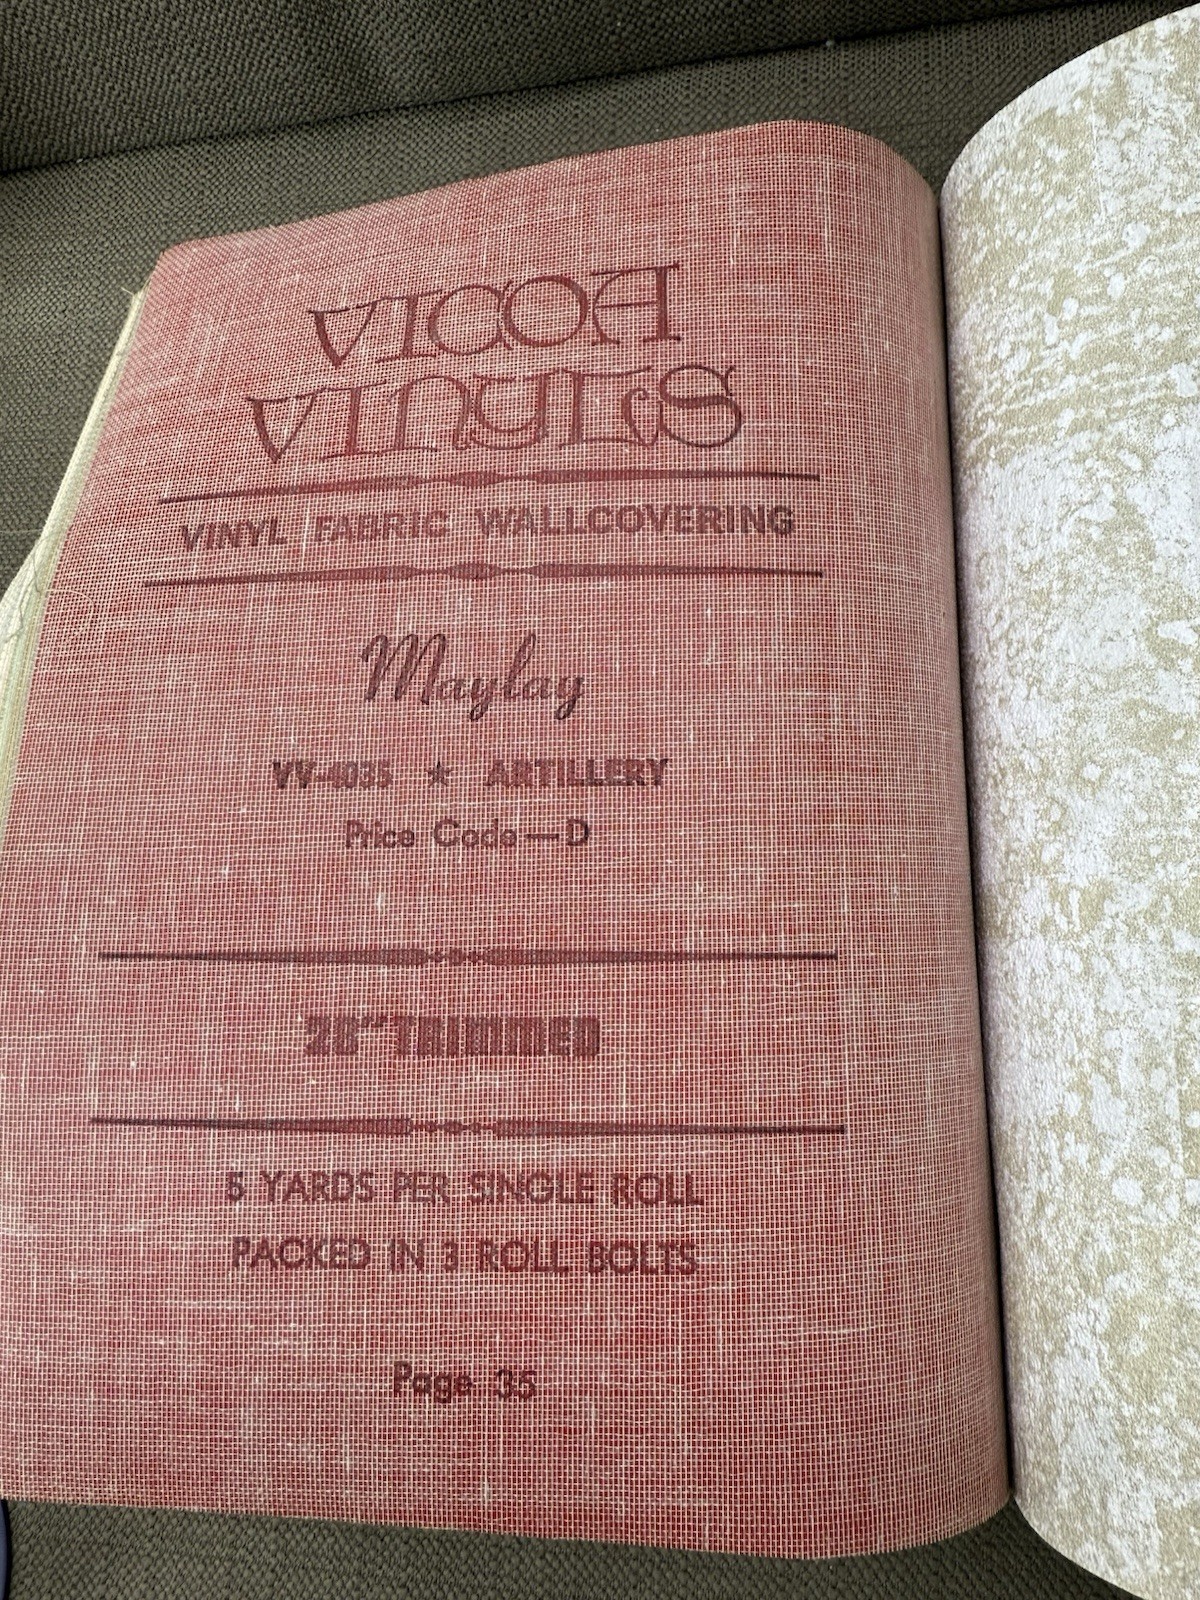 VICOA
VINYLS
VINYL FABRIC WALLCOVERING
Maylay
VV-4035 ★ ARTILLERY
Price Code—D
28" TRIMMED
5 YARDS PER SINGLE ROLL
PACKED IN 3 ROLL BOLTS
Page 35